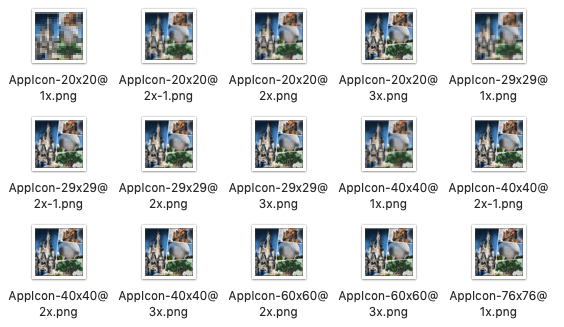 AppIcon-20x20@
1x.png
AppIcon-20x20@
2x-1.png
AppIcon-20x20@
2x.png
AppIcon-20x20@
3x.png
AppIcon-29x29@
1x.png
AppIcon-29x29@
2x-1.png
AppIcon-29x29@
2x.png
AppIcon-29x29@
3x.png
AppIcon-40x40@
1x.png
AppIcon-40x40@
2x-1.png
AppIcon-40x40@
2x.png
AppIcon-40x40@
3x.png
AppIcon-60x60@
2x.png
AppIcon-60x60@
3x.png
AppIcon-76x76@
1x.png